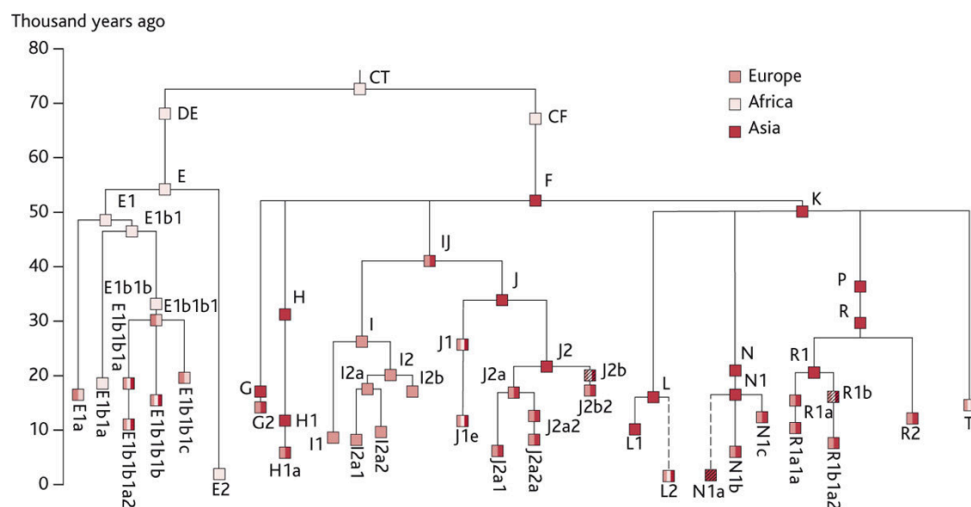 Thousand years ago
80
70
60
50
40
30
20
10
0
Europe
Africa
Asia
CT
DE
CF
E
F
K
E1
E1b1
IJ
E1b1b
E1b1b1
H
J
P
R
E1b1b1a
I
J1
J2
N
R1
G
I2a
I2
I2b
J2a
J2b
L
N1
R1a
R1b
E1a
E1b1a
E1b1b1a2
E1b1b1b
E1b1b1c
E2
G2
H1
H1a
I1
I2a1
I2a2
J1e
J2a1
J2a2
J2a2a
J2b2
L1
L2
N1a
N1b
N1c
R1a1a
R1b1a2
R2
T